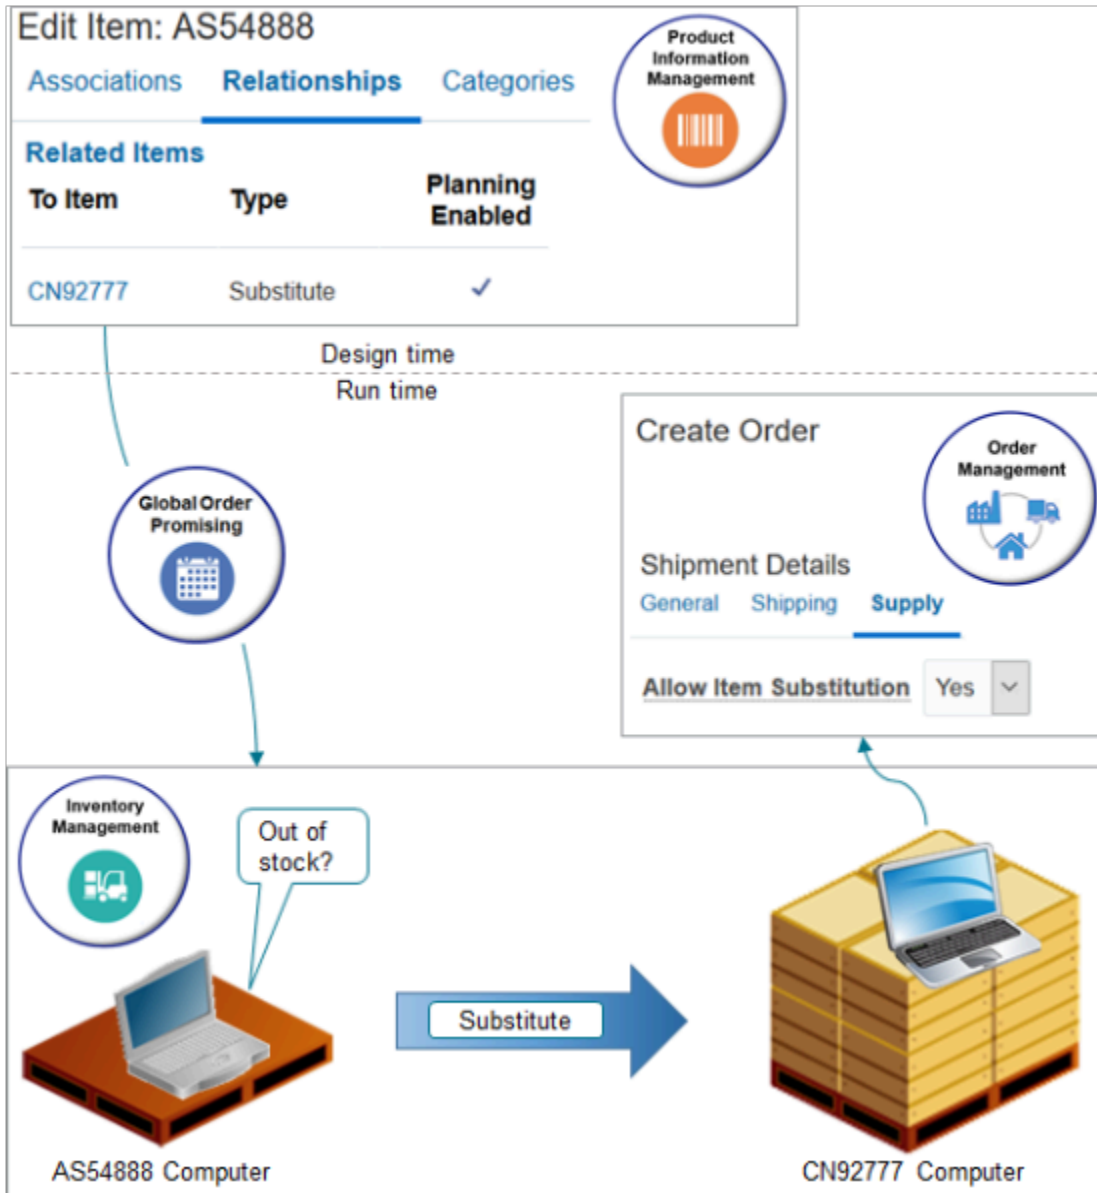 Edit Item: AS54888
Product
Information
Management
Associations Relationships Categories
Related Items
To Item Type Planning
Enabled
CN92777 Substitute
Design time
Run time
Global Order
Promising
Create Order
Order
Management
Shipment Details
General Shipping Supply
Allow Item Substitution Yes
Inventory
Management
Out of
stock?
Substitute
AS54888 Computer
CN92777 Computer